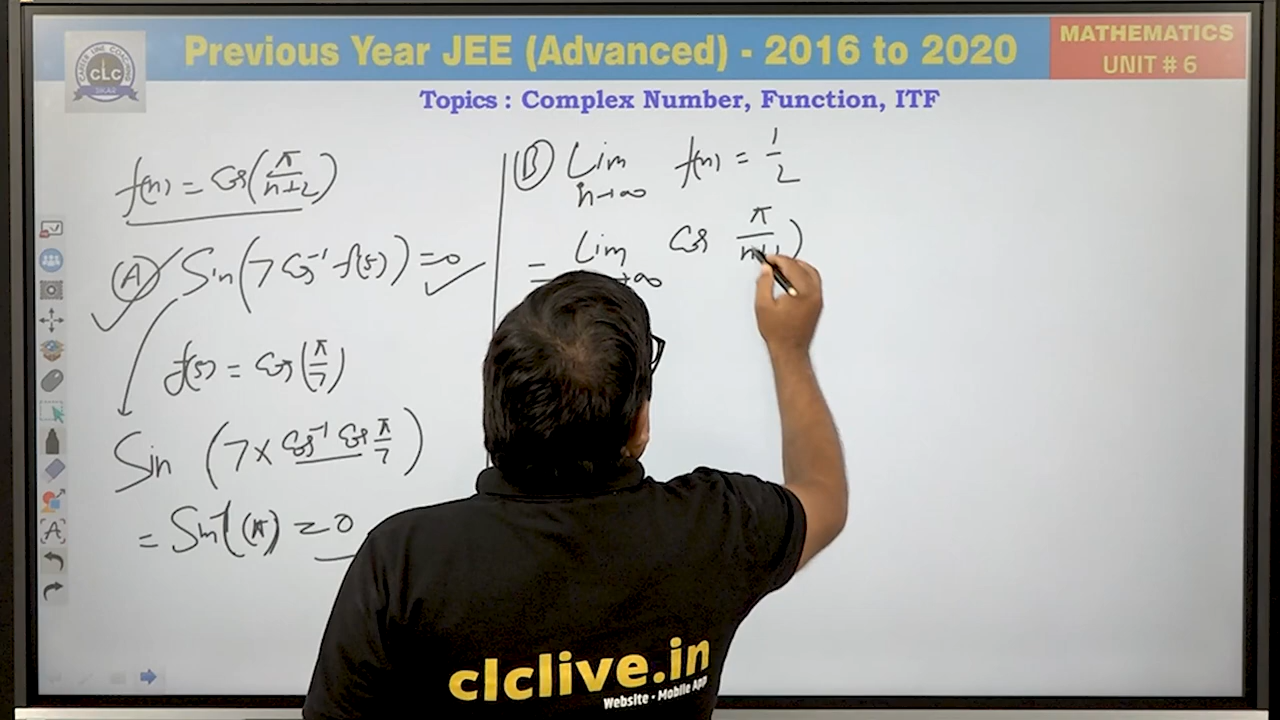 Previous Year JEE (Advanced) - 2016 to 2020
MATHEMATICS
UNIT # 6
CLC
SIKAR
Topics : Complex Number, Function, ITF
f(n) = Cos(π/(n+2))
(A) Sin(7 Cos⁻¹ f(5)) = 0
f(5) = Cos(π/7)
Sin (7 × Cos⁻¹ Cos π/7)
= Sin (π) = 0
(B) Lim n→∞ f(n) = 1/2
= Lim →∞ Cos π/
clclive.in
Website • Mobile App